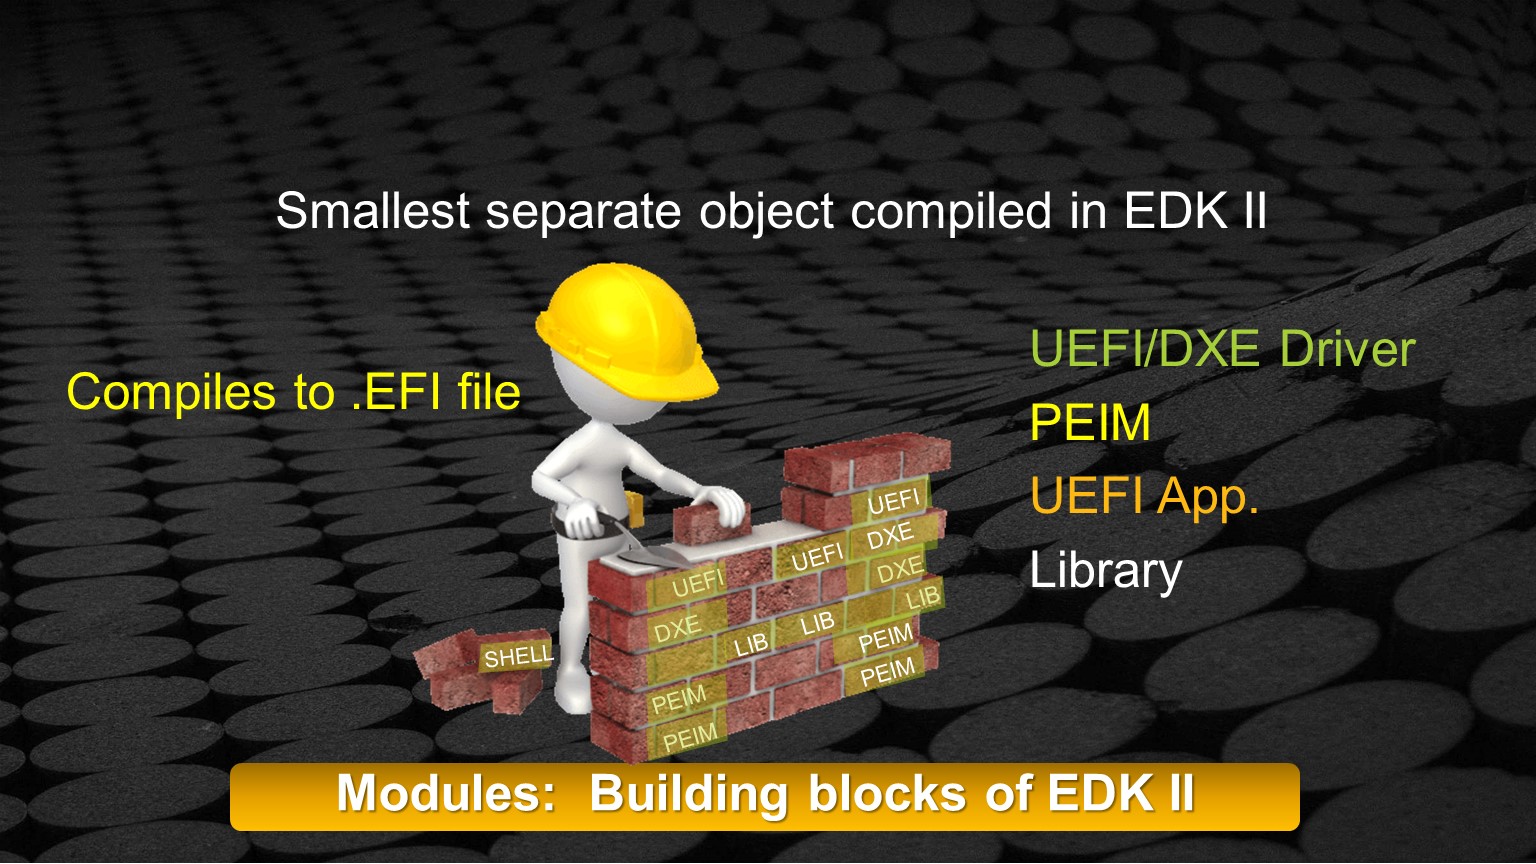 Smallest separate object compiled in EDK II
Compiles to .EFI file
UEFI/DXE Driver
PEIM
UEFI App.
Library
UEFI
DXE
UEFI
DXE
UEFI
LIB
DXE
LIB
LIB
PEIM
SHELL
PEIM
PEIM
PEIM
Modules: Building blocks of EDK II